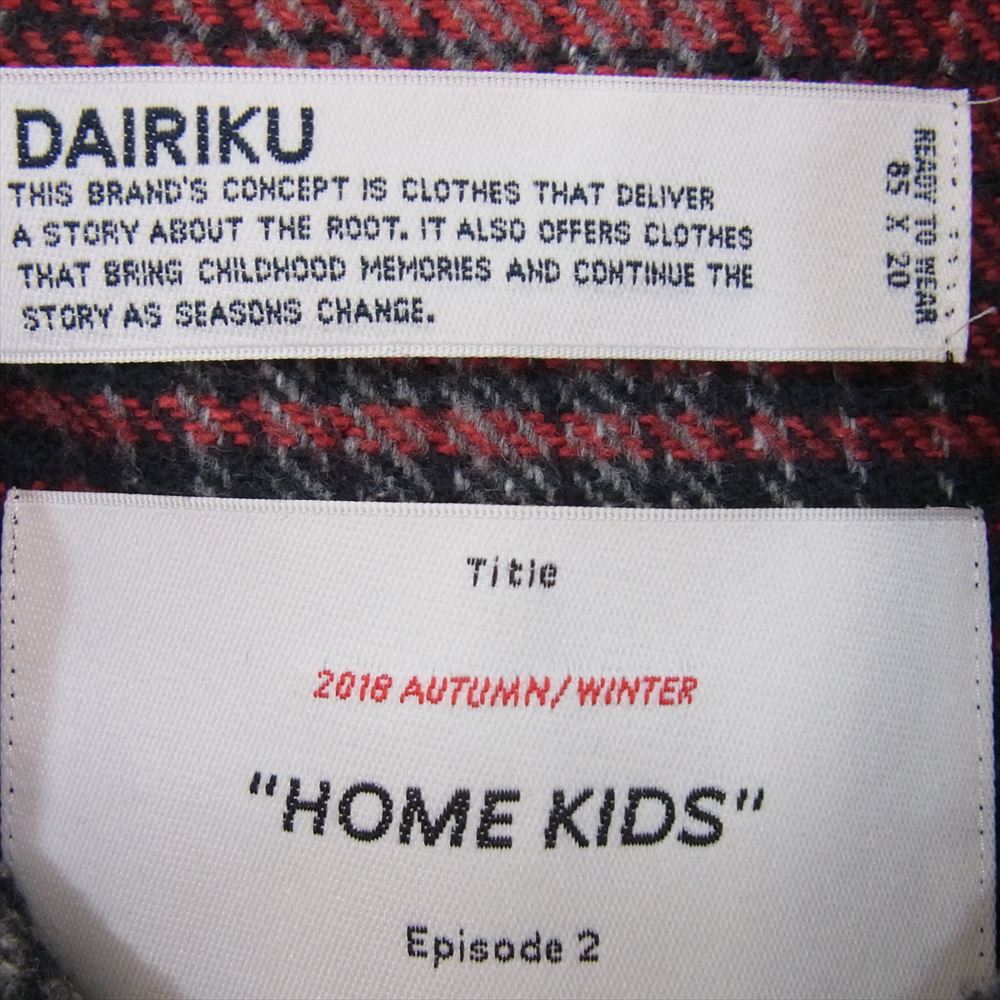 DAIRIKU
THIS BRAND'S CONCEPT IS CLOTHES THAT DELIVER
A STORY ABOUT THE ROOT. IT ALSO OFFERS CLOTHES
THAT BRING CHILDHOOD MEMORIES AND CONTINUE THE
STORY AS SEASONS CHANGE.
READY TO WEAR
85 X 20
Title
2018 AUTUMN/WINTER
"HOME KIDS"
Episode 2